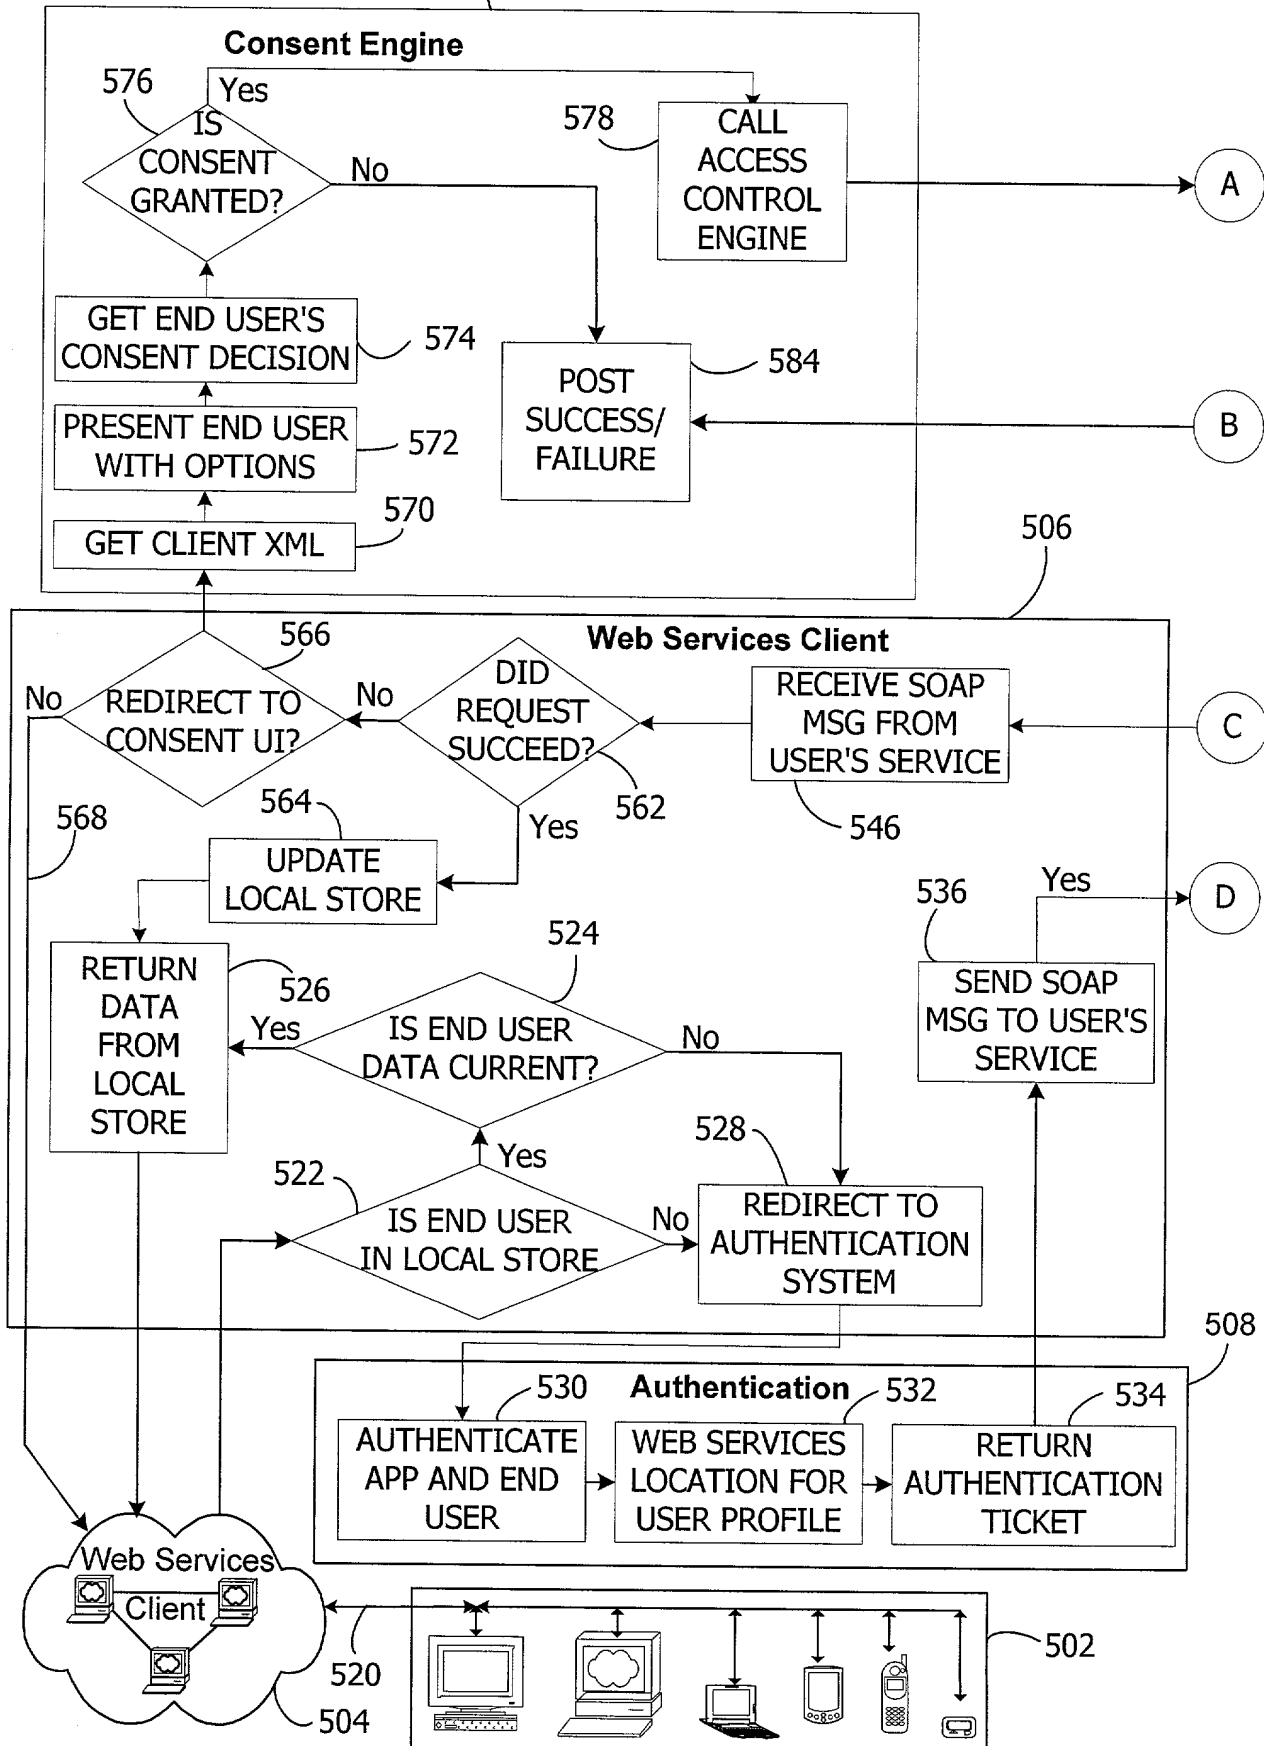 Consent Engine
576
Yes
IS
CONSENT
GRANTED?
No
578
CALL
ACCESS
CONTROL
ENGINE
A
GET END USER'S
CONSENT DECISION
574
584
POST
SUCCESS/
FAILURE
B
PRESENT END USER
WITH OPTIONS
572
570
GET CLIENT XML
506
Web Services Client
566
No
REDIRECT TO
CONSENT UI?
No
DID
REQUEST
SUCCEED?
562
RECEIVE SOAP
MSG FROM
USER'S SERVICE
546
C
568
564
Yes
UPDATE
LOCAL STORE
536
Yes
D
524
RETURN
DATA
FROM
LOCAL
STORE
526
Yes
IS END USER
DATA CURRENT?
No
SEND SOAP
MSG TO USER'S
SERVICE
528
522
Yes
IS END USER
IN LOCAL STORE
No
REDIRECT TO
AUTHENTICATION
SYSTEM
508
Authentication
530
532
534
AUTHENTICATE
APP AND END
USER
WEB SERVICES
LOCATION FOR
USER PROFILE
RETURN
AUTHENTICATION
TICKET
Web Services
Client
520
504
502